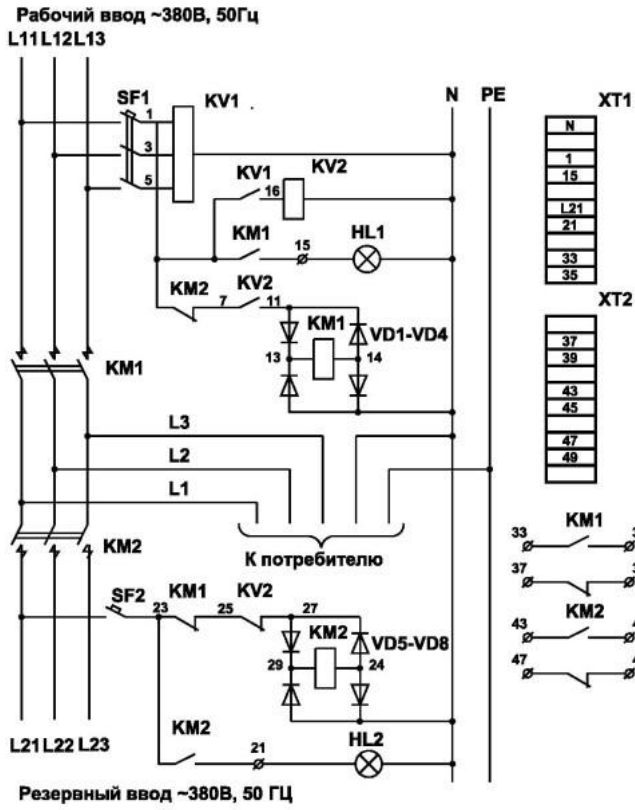 Рабочий ввод ~380В, 50Гц
L11 L12 L13
SF1
KV1
N PE
XT1
1
3
5
KV1
16
KV2
KM1
15
HL1
KM2
7
KV2
11
KM1
VD1-VD4
13
14
KM1
L3
L2
L1
KM2
К потребителю
SF2
23
KM1
25
KV2
27
KM2
VD5-VD8
29
24
KM2
21
HL2
L21 L22 L23
Резервный ввод ~380В, 50 ГЦ
N
1
15
L21
21
33
35
XT2
37
39
43
45
47
49
KM1
33
37
KM2
43
47